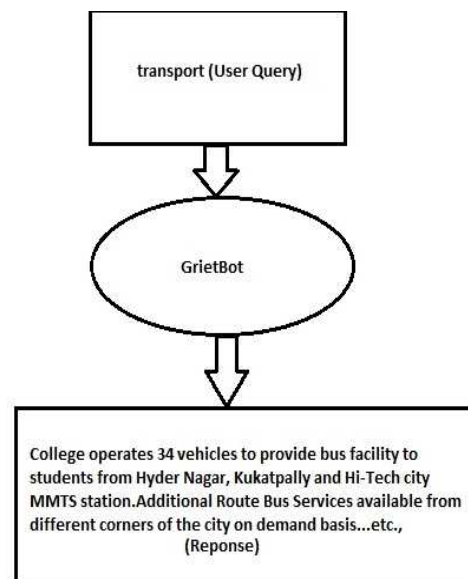 transport (User Query)
GrietBot
College operates 34 vehicles to provide bus facility to
students from Hyder Nagar, Kukatpally and Hi-Tech city
MMTS station.Additional Route Bus Services available from
different corners of the city on demand basis...etc.,
(Reponse)